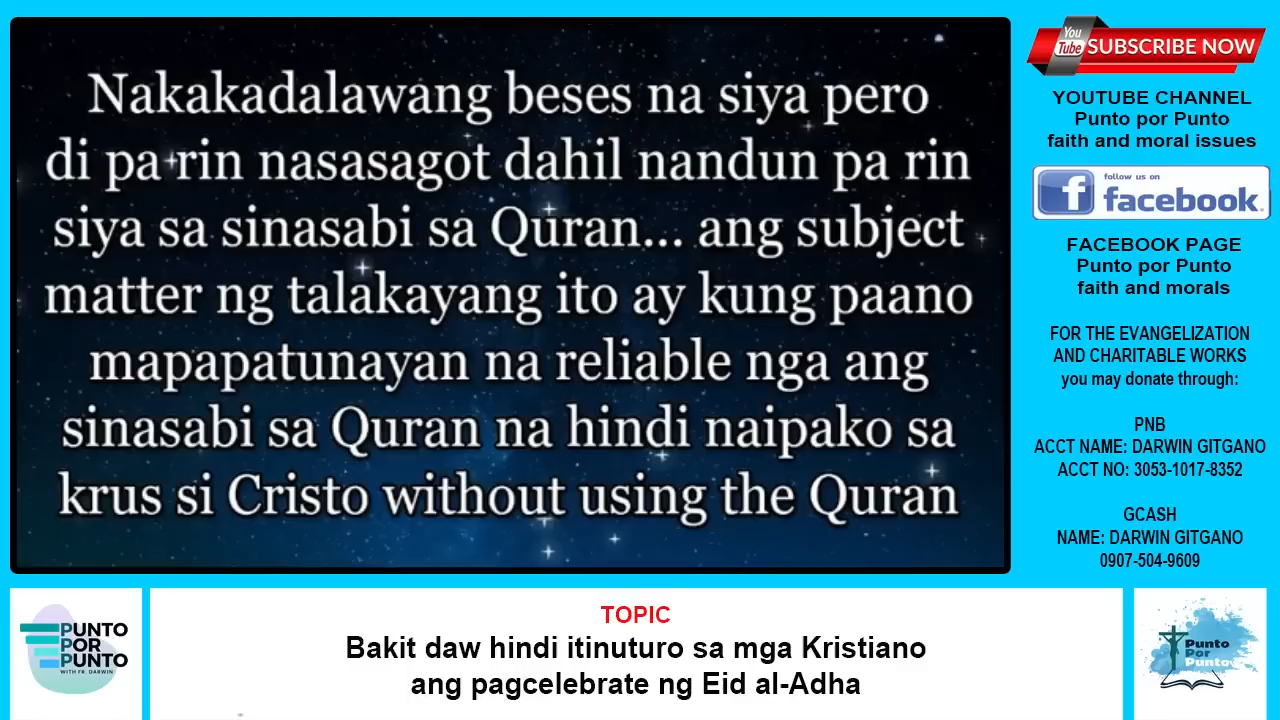 Nakakadalawang beses na siya pero
di pa rin nasasagot dahil nandun pa rin
siya sa sinasabi sa Quran... ang subject
matter ng talakayang ito ay kung paano
mapapatunayan na reliable nga ang
sinasabi sa Quran na hindi naipako sa
krus si Cristo without using the Quran
You
Tube
SUBSCRIBE NOW
YOUTUBE CHANNEL
Punto por Punto
faith and moral issues
follow us on
facebook
FACEBOOK PAGE
Punto por Punto
faith and morals
FOR THE EVANGELIZATION
AND CHARITABLE WORKS
you may donate through:
PNB
ACCT NAME: DARWIN GITGANO
ACCT NO: 3053-1017-8352
GCASH
NAME: DARWIN GITGANO
0907-504-9609
PUNTO
POR
PUNTO
WITH FR. DARWIN
TOPIC
Bakit daw hindi itinuturo sa mga Kristiano
ang pagcelebrate ng Eid al-Adha
Punto
Por
Punto